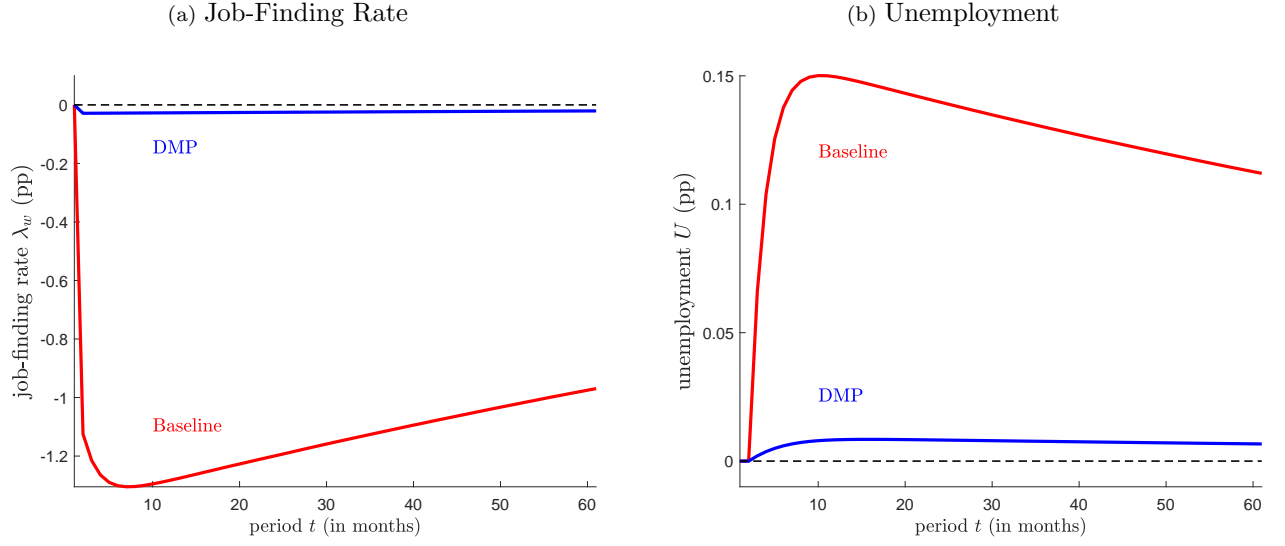 (a) Job-Finding Rate
job-finding rate λw (pp)
0
-0.2
-0.4
-0.6
-0.8
-1
-1.2
DMP
Baseline
10 20 30 40 50 60
period t (in months)
(b) Unemployment
unemployment U (pp)
0.15
0.1
0.05
0
Baseline
DMP
10 20 30 40 50 60
period t (in months)